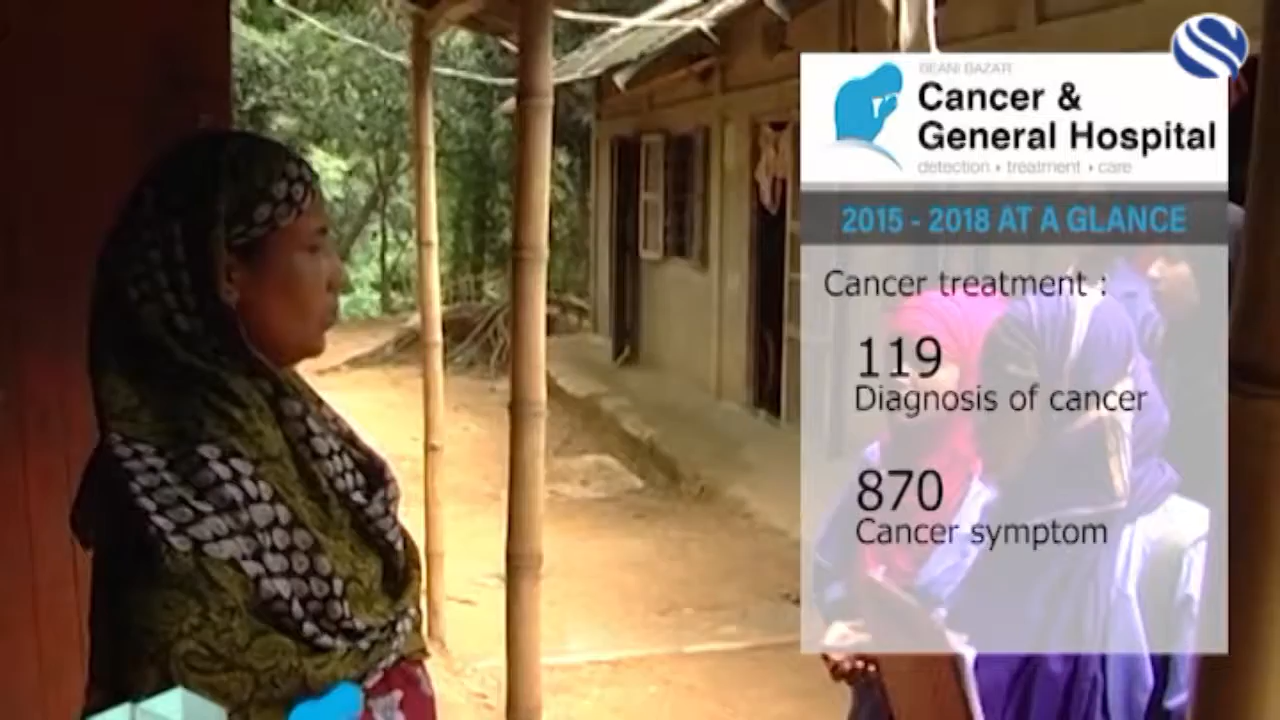 BEANI BAZAR
Cancer &
General Hospital
detection • treatment • care
2015 - 2018 AT A GLANCE
Cancer treatment :
119
Diagnosis of cancer
870
Cancer symptom